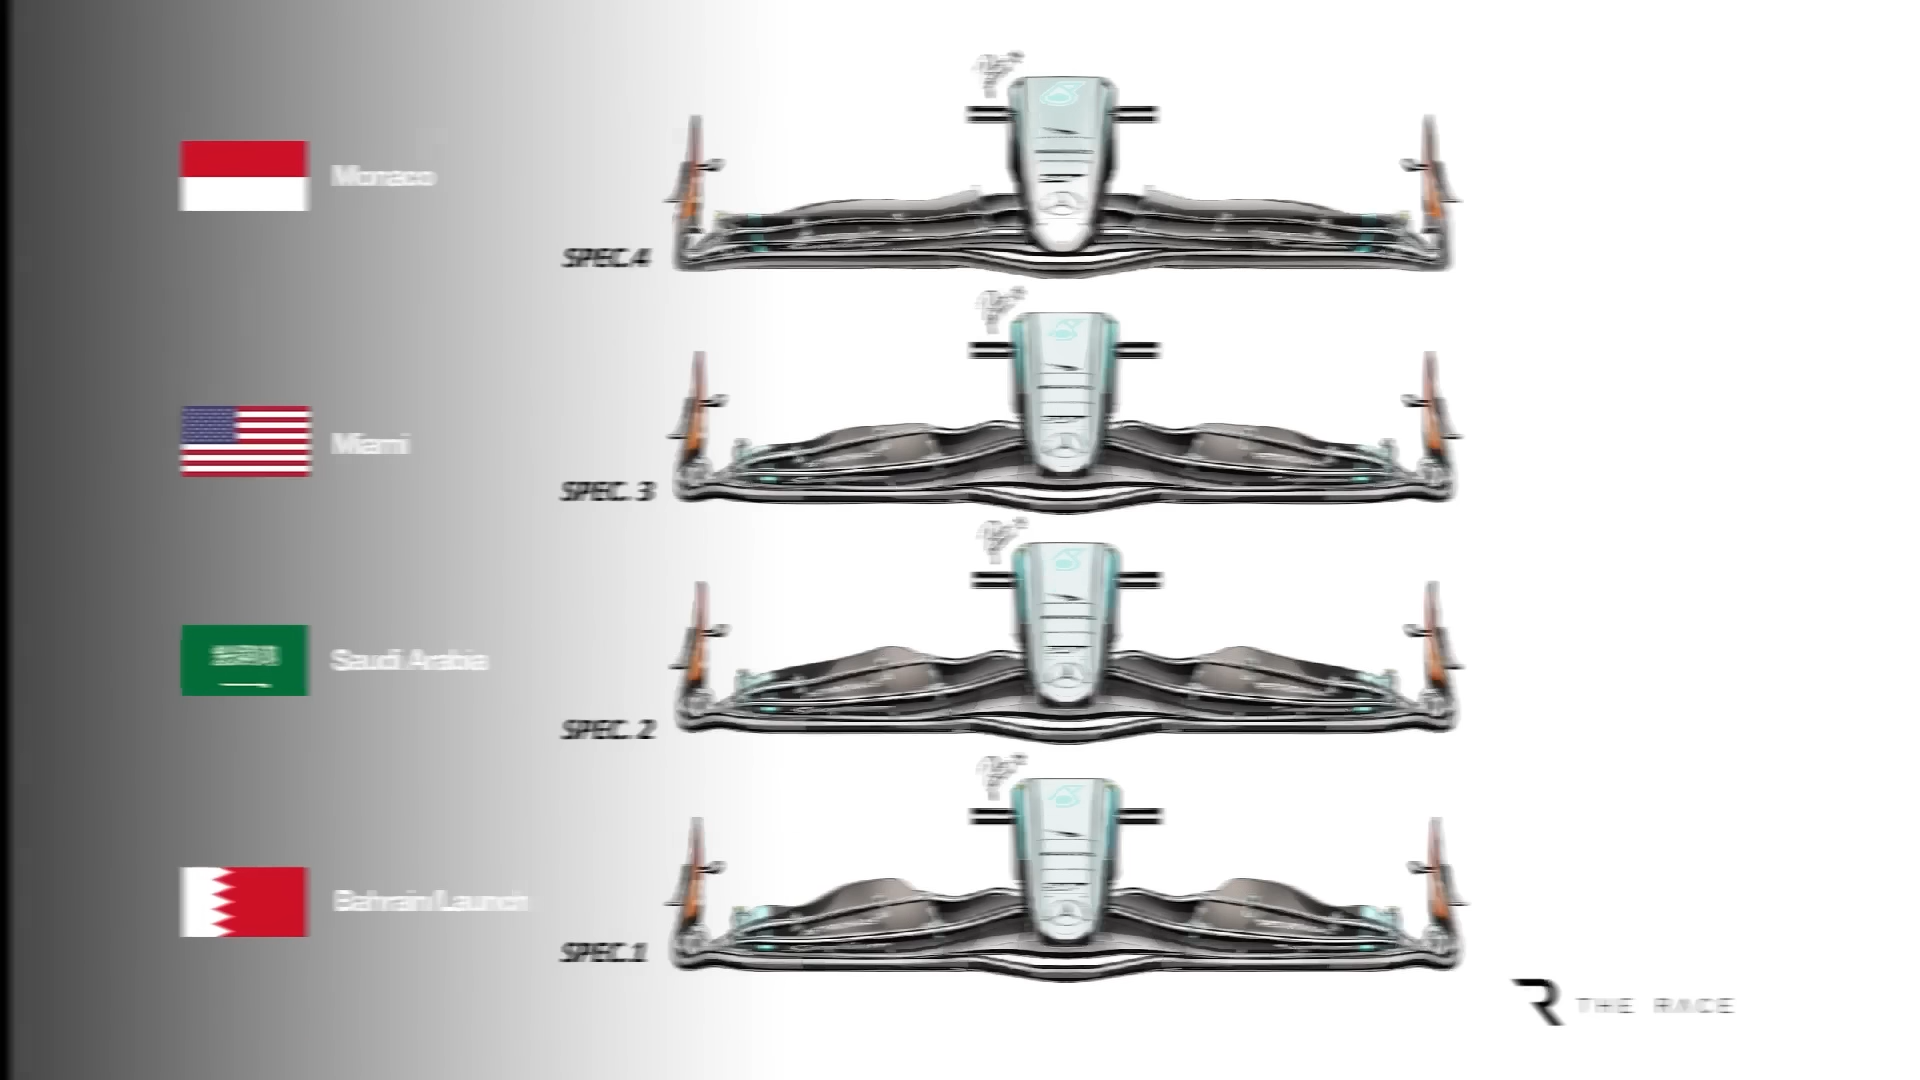 Monaco
SPEC.4
Miami
SPEC. 3
Saudi Arabia
SPEC. 2
Bahrain/Launch
SPEC.1
THE RACE